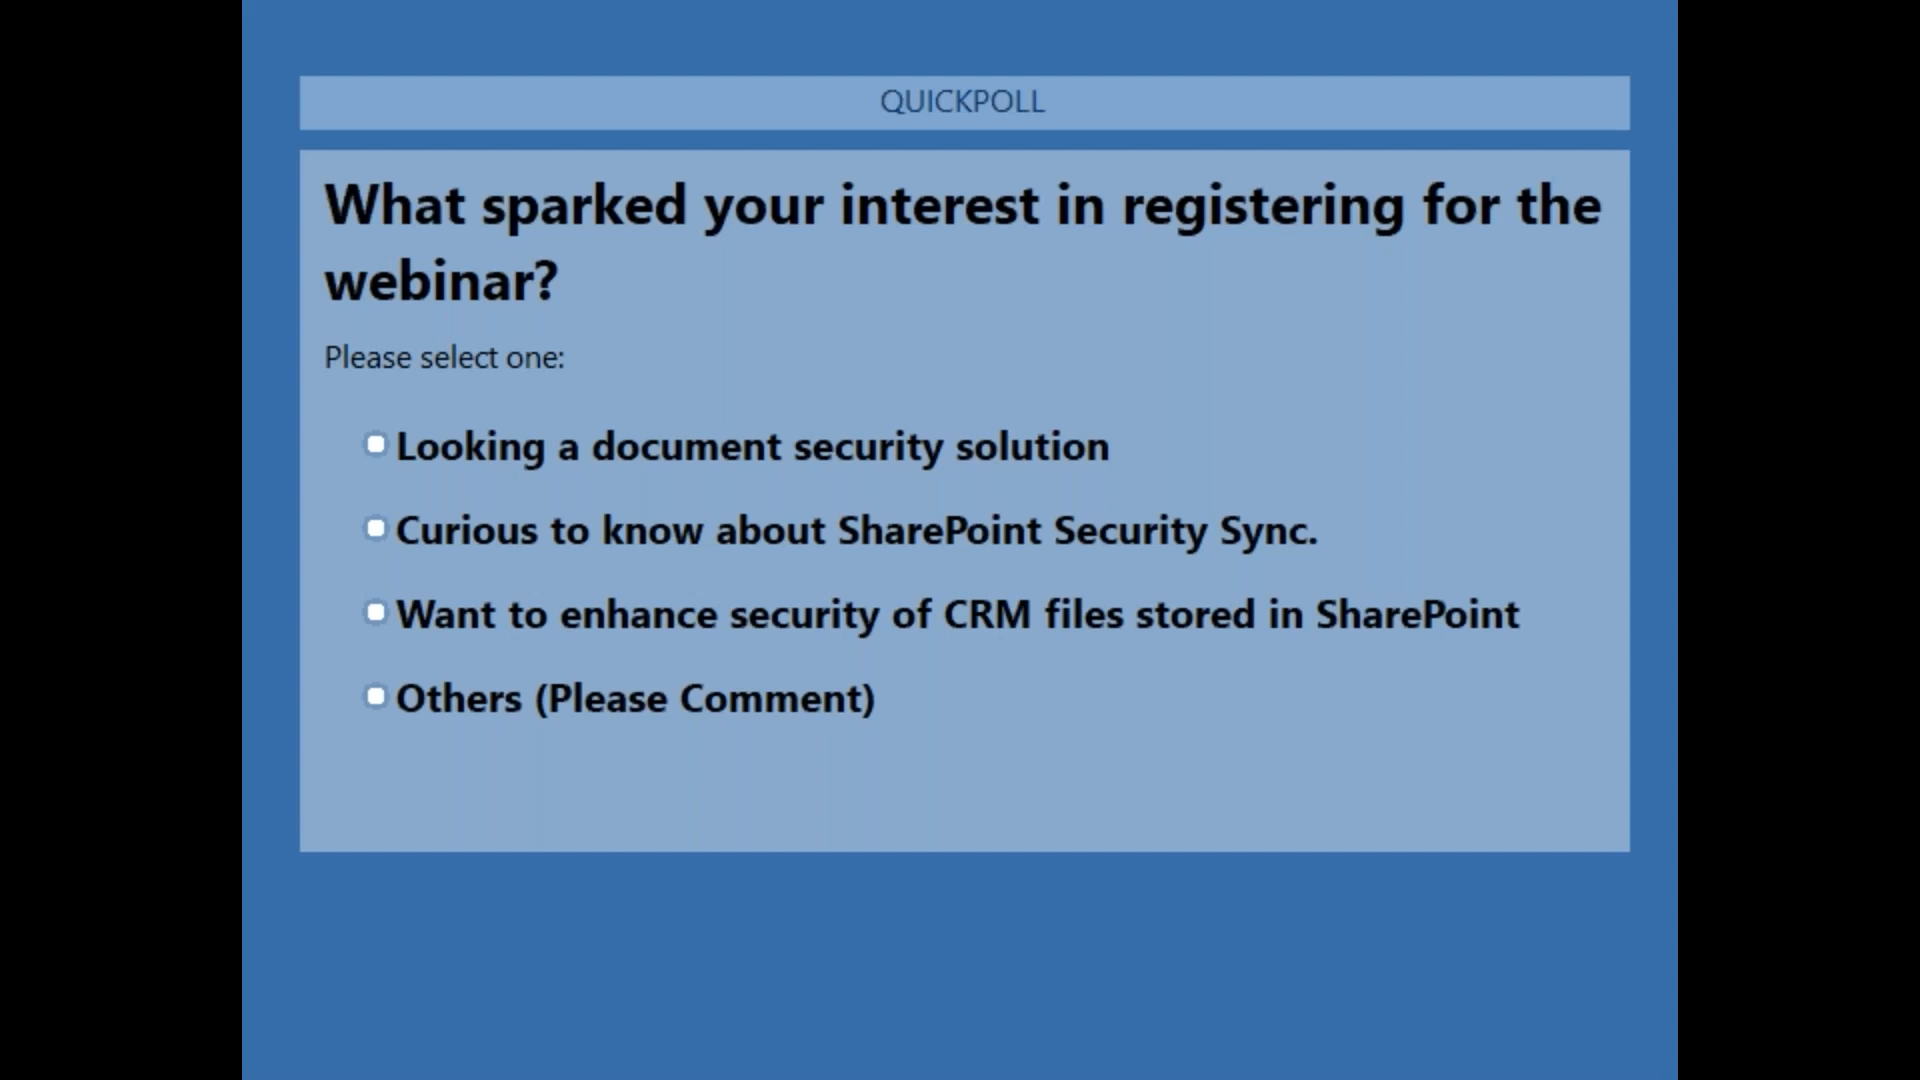 QUICKPOLL
What sparked your interest in registering for the
webinar?
Please select one:
Looking a document security solution
Curious to know about SharePoint Security Sync.
Want to enhance security of CRM files stored in SharePoint
Others (Please Comment)